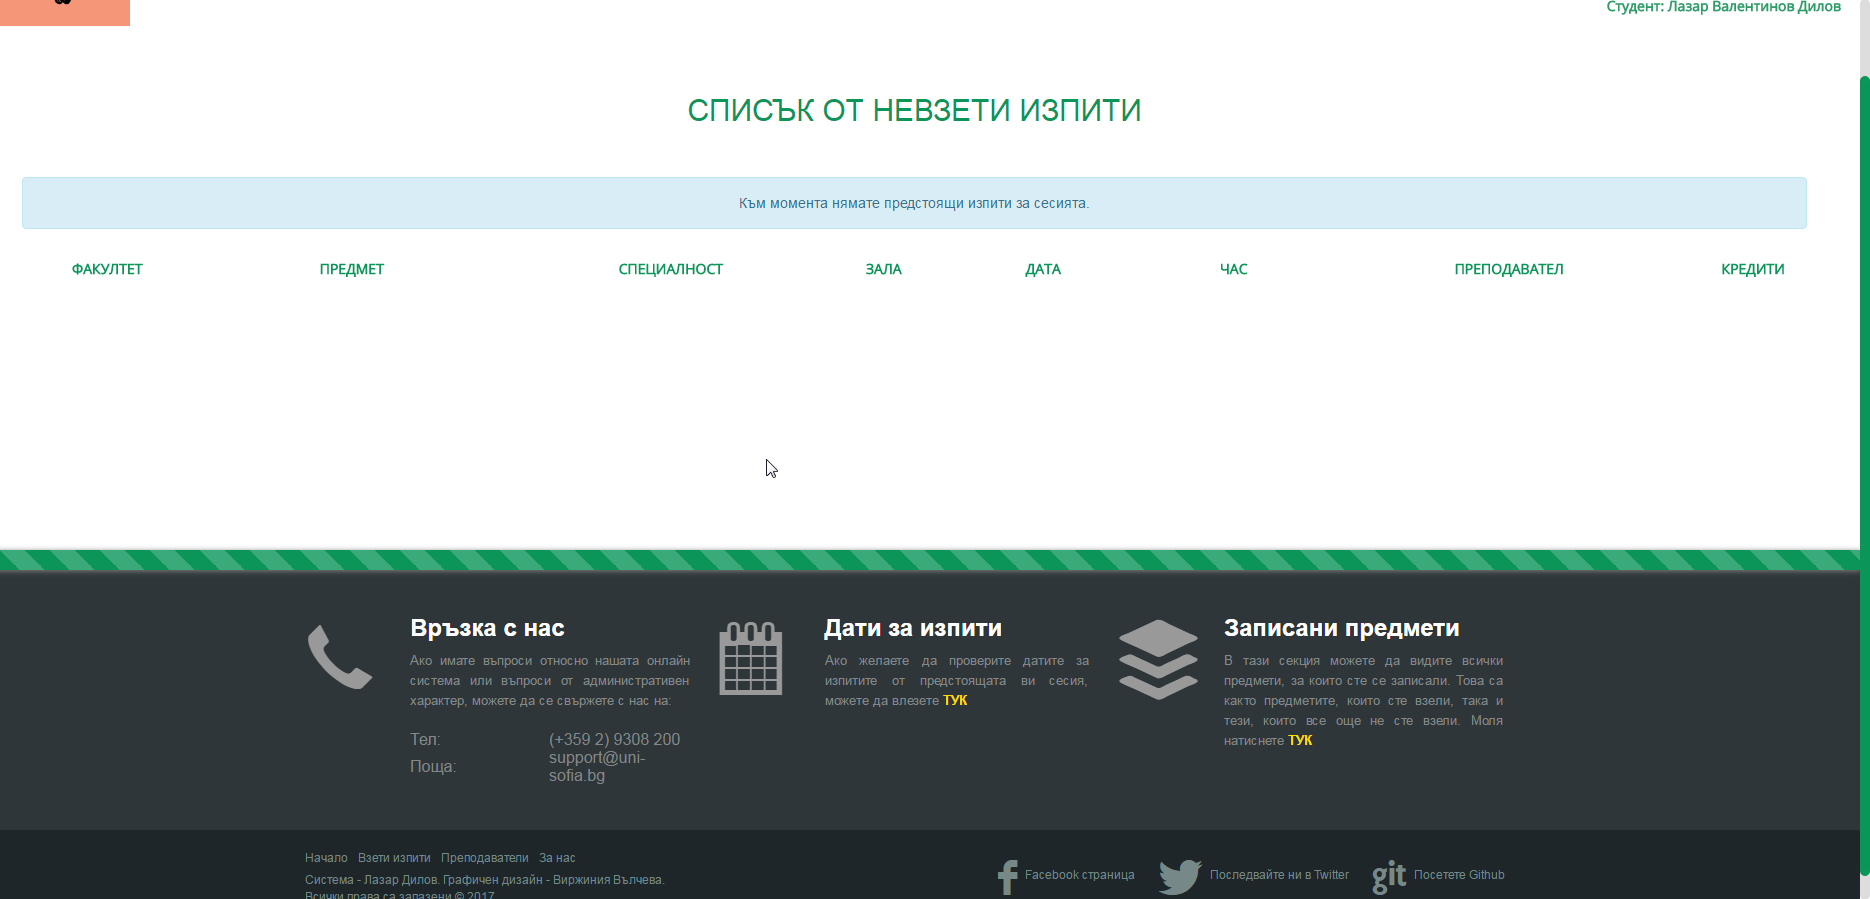 Студент: Лазар Валентинов Дилов
СПИСЪК ОТ НЕВЗЕТИ ИЗПИТИ
Към момента нямате предстоящи изпити за сесията.
ФАКУЛТЕТ ПРЕДМЕТ СПЕЦИАЛНОСТ ЗАЛА ДАТА ЧАС ПРЕПОДАВАТЕЛ КРЕДИТИ
Връзка с нас
Ако имате въпроси относно нашата онлайн
система или въпроси от административен
характер, можете да се свържете с нас на:
Тел: (+359 2) 9308 200
Поща: support@uni-
sofia.bg
Дати за изпити
Ако желаете да проверите датите за
изпитите от предстоящата ви сесия,
можете да влезете ТУК
Записани предмети
В тази секция можете да видите всички
предмети, за които сте се записали. Това са
както предметите, които сте взели, така и
тези, които все още не сте взели. Моля
натиснете ТУК
Начало Взети изпити Преподаватели За нас
Система - Лазар Дилов. Графичен дизайн - Виржиния Вълчева.
Всички права са запазени © 2017
f Facebook страница Последвайте ни в Twitter git Посетете Github